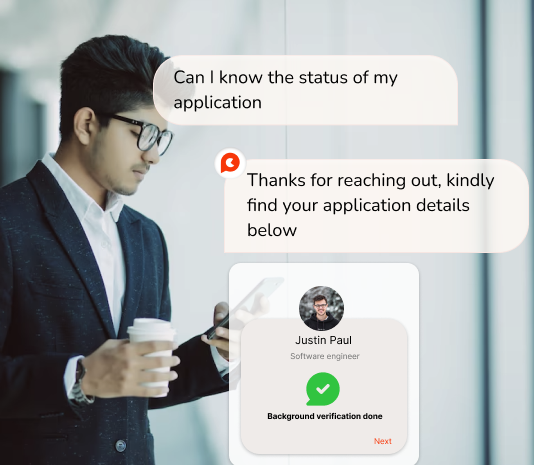 Can I know the status of my
application
Thanks for reaching out, kindly
find your application details
below
Justin Paul
Software engineer
Background verification done
Next